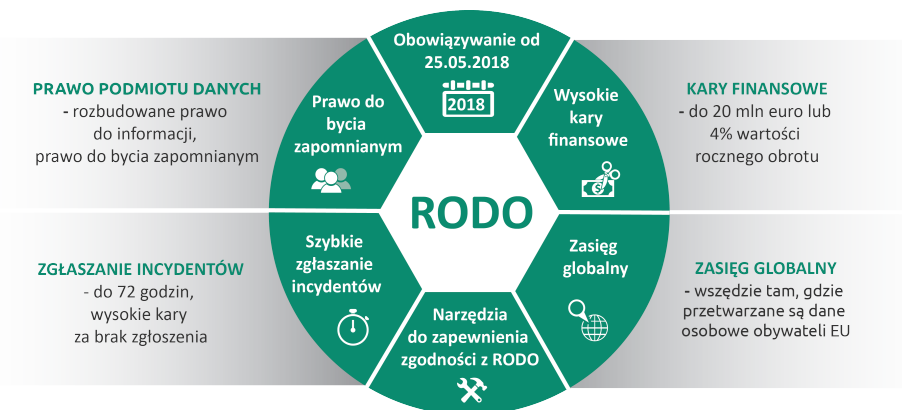 Obowiązywanie od
25.05.2018
2018
Wysokie
kary
finansowe
Zasięg
globalny
Narzędzia
do zapewnienia
zgodności z RODO
Szybkie
zgłaszanie
incydentów
Prawo do
bycia
zapomnianym
RODO
PRAWO PODMIOTU DANYCH
- rozbudowane prawo
do informacji,
prawo do bycia zapomnianym
KARY FINANSOWE
- do 20 mln euro lub
4% wartości
rocznego obrotu
ZGŁASZANIE INCYDENTÓW
- do 72 godzin,
wysokie kary
za brak zgłoszenia
ZASIĘG GLOBALNY
- wszędzie tam, gdzie
przetwarzane są dane
osobowe obywateli EU
$